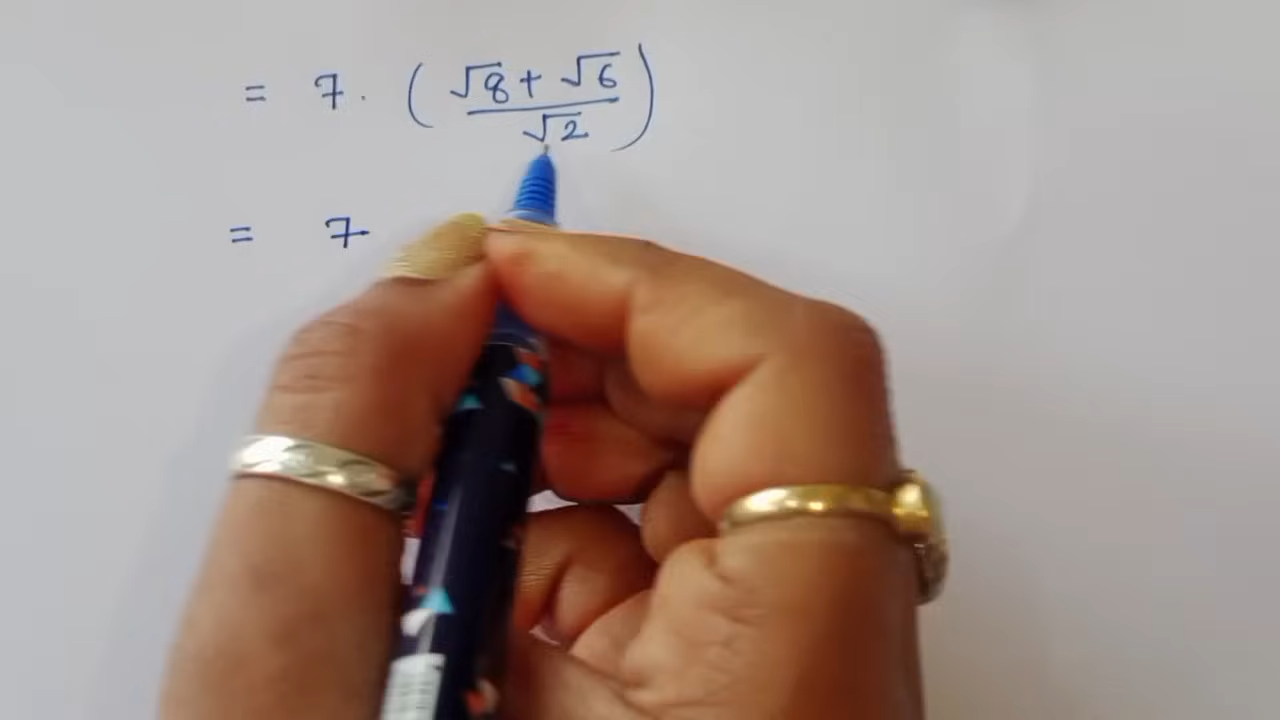 = 7 . ( (√8 + √6) / √2 )
= 7